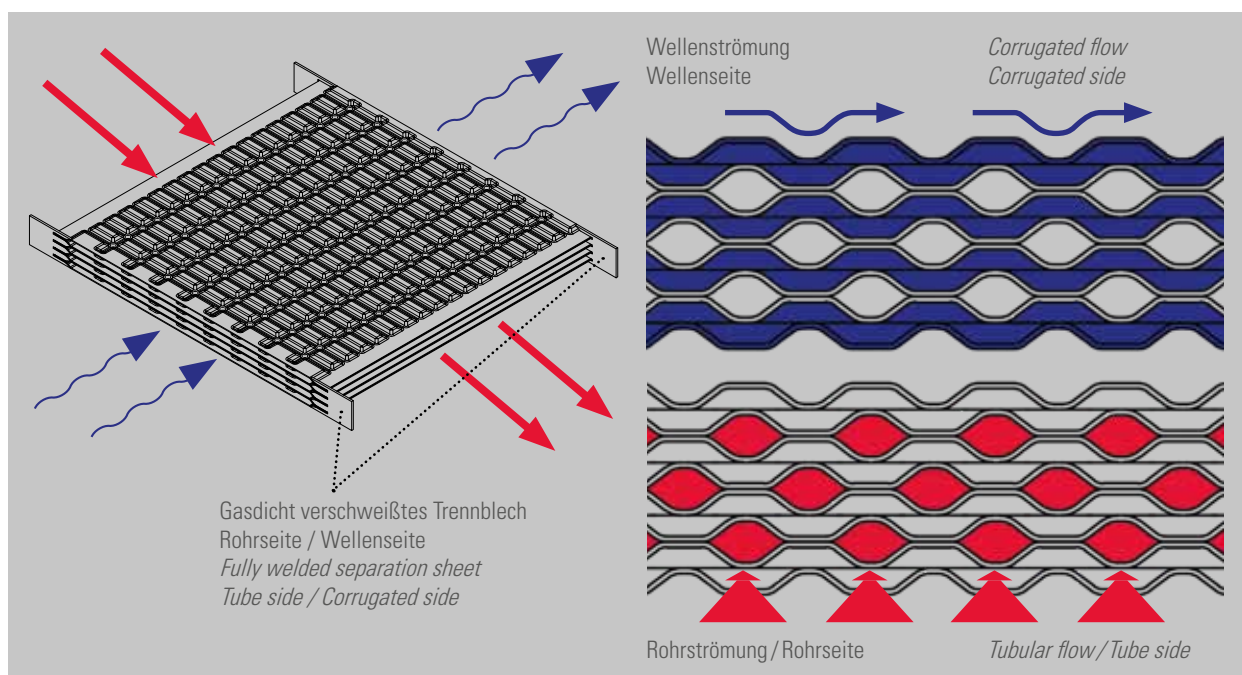 Wellenströmung
Wellenseite
Corrugated flow
Corrugated side
Gasdicht verschweißtes Trennblech
Rohrseite / Wellenseite
Fully welded separation sheet
Tube side / Corrugated side
Rohrströmung / Rohrseite
Tubular flow / Tube side